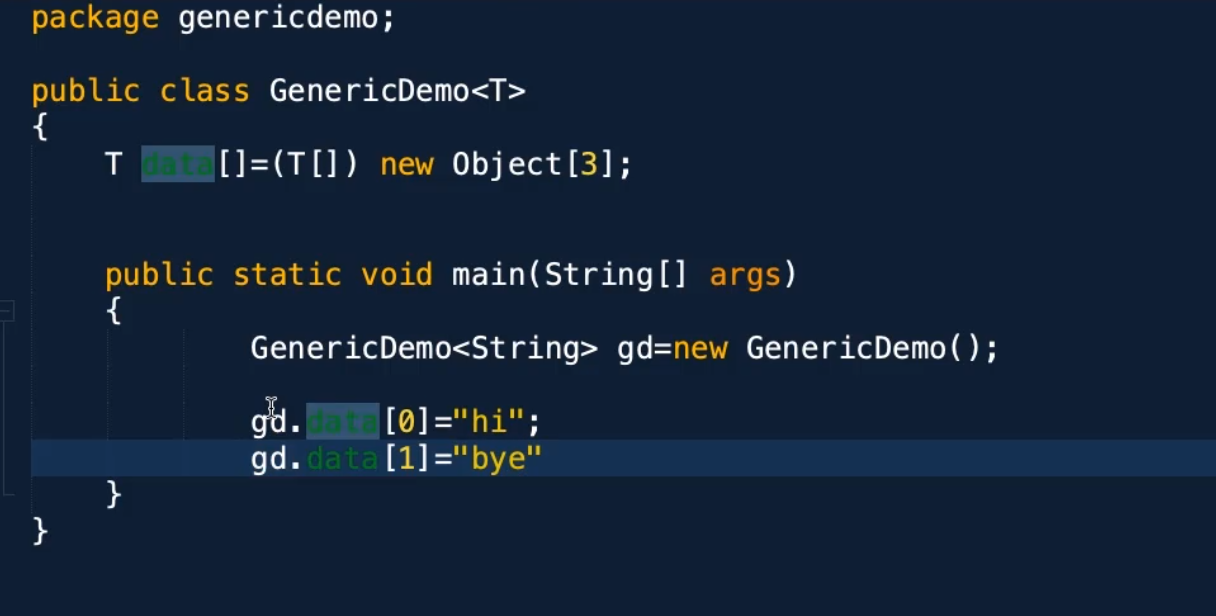 package genericdemo;
public class GenericDemo<T>
{
T data[]=(T[]) new Object[3];
public static void main(String[] args)
{
GenericDemo<String> gd=new GenericDemo();
gd.data[0]="hi";
gd.data[1]="bye"
}
}